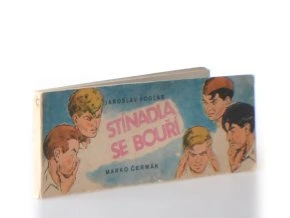 JAROSLAV FOGLAR
STÍNADLA
SE BOUŘÍ
MARKO ČERMÁK